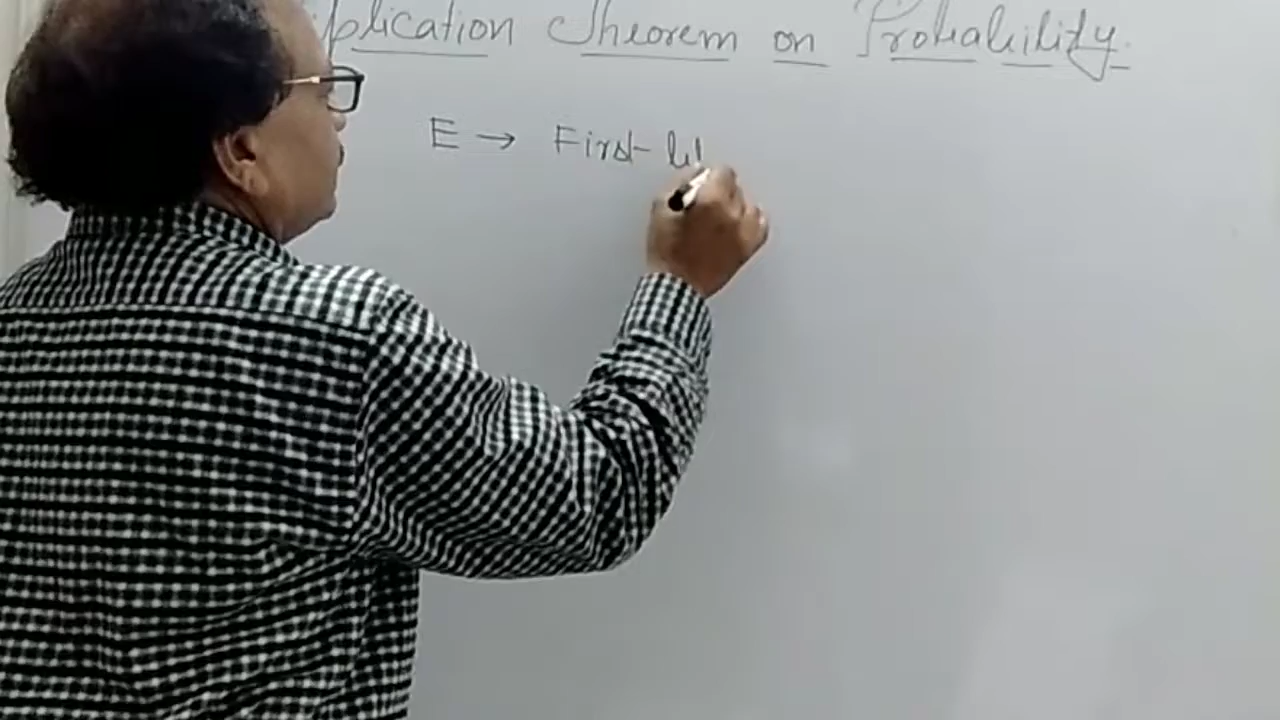 plication Theorem on Probability.
E → First